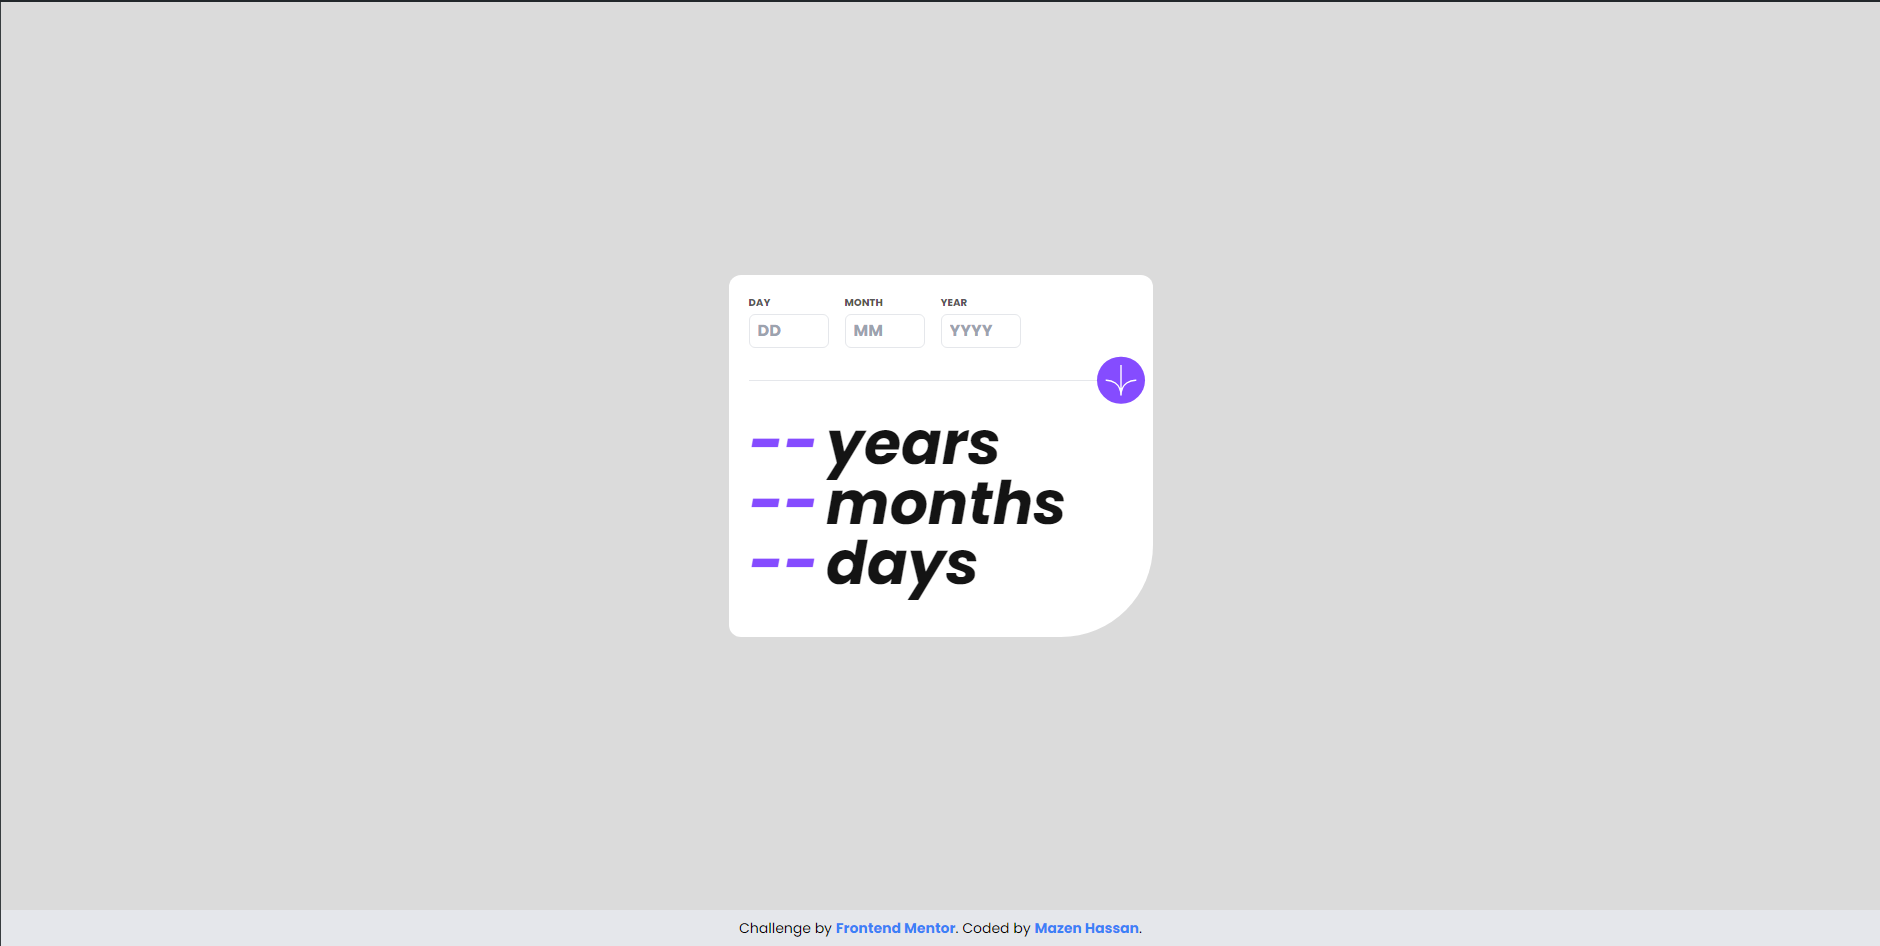 DAY MONTH YEAR
DD MM YYYY
-- years
-- months
-- days
Challenge by Frontend Mentor. Coded by Mazen Hassan.